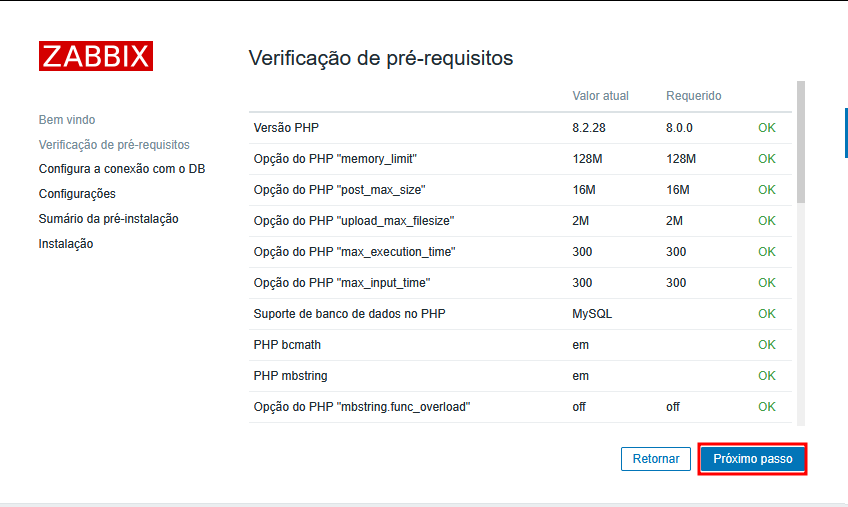 ZABBIX
Verificação de pré-requisitos
Bem vindo
Verificação de pré-requisitos
Configura a conexão com o DB
Configurações
Sumário da pré-instalação
Instalação
Valor atual Requerido
Versão PHP 8.2.28 8.0.0 OK
Opção do PHP "memory_limit" 128M 128M OK
Opção do PHP "post_max_size" 16M 16M OK
Opção do PHP "upload_max_filesize" 2M 2M OK
Opção do PHP "max_execution_time" 300 300 OK
Opção do PHP "max_input_time" 300 300 OK
Suporte de banco de dados no PHP MySQL OK
PHP bcmath em OK
PHP mbstring em OK
Opção do PHP "mbstring.func_overload" off off OK
Retornar Próximo passo